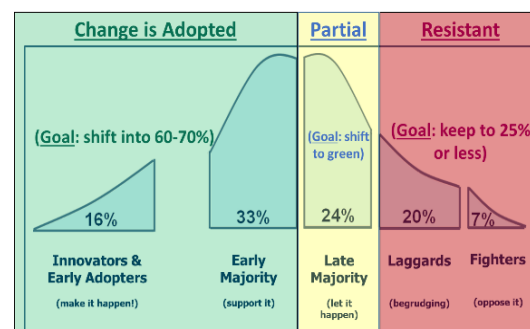 Change is Adopted
Partial
Resistant
(Goal: shift into 60-70%)
(Goal: shift
to green)
(Goal: keep to 25%
or less)
16%
33%
24%
20%
7%
Innovators &
Early Adopters
(make it happen!)
Early
Majority
(support it)
Late
Majority
(let it
happen)
Laggards
(begrudging)
Fighters
(oppose it)